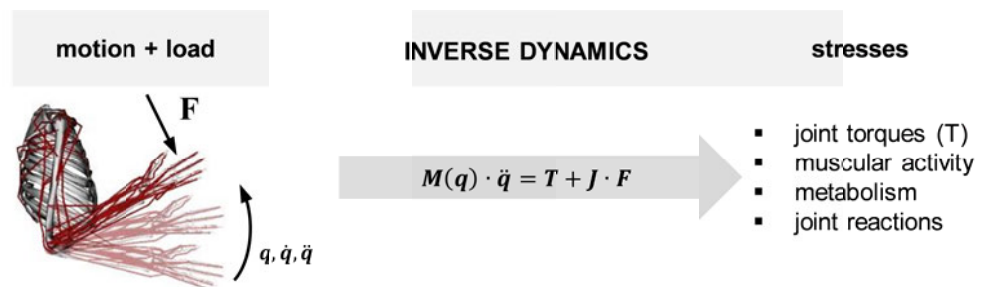 motion + load
INVERSE DYNAMICS
stresses
F
q, q̇, q̈
M(q) · q̈ = T + J · F
▪ joint torques (T)
▪ muscular activity
▪ metabolism
▪ joint reactions